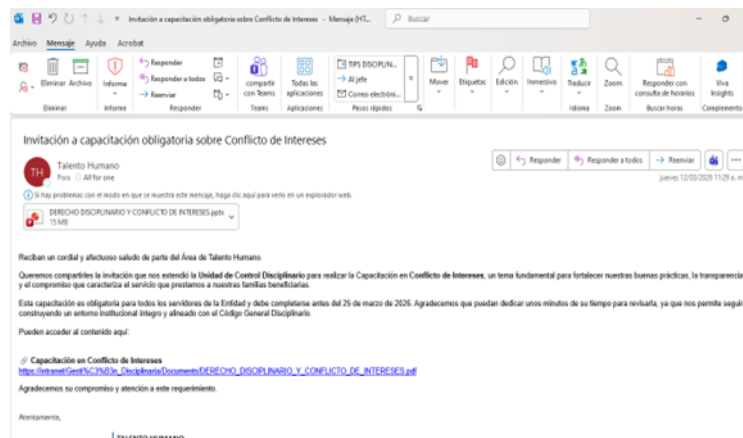 Invitación a capacitación obligatoria sobre Conflicto de Intereses - Mensaje (HT...
Buscar
Archivo Mensaje Ayuda Acrobat
Eliminar Archivo
Informe
Responder
Responder a todos
Reenviar
compartir con Teams
Todas las aplicaciones
TIPS DISCIPLIN...
Al jefe
Correo electróni...
Mover
Etiquetas
Edición
Inmersivo
Traducir
Zoom
Responder con consulta de horarios
Viva Insights
Eliminar Informe Responder Teams Aplicaciones Pasos rápidos Idioma Zoom Buscar horas Complemento
Invitación a capacitación obligatoria sobre Conflicto de Intereses
TH
Talento Humano
Para All for one
Responder Responder a todos Reenviar
Si hay problemas con el modo en que se muestra este mensaje, haga clic aquí para verlo en un explorador web.
DERECHO DISCIPLINARIO Y CONFLICTO DE INTERESES.pptx
15 MB
Reciban un cordial y afectuoso saludo de parte del Área de Talento Humano.
Queremos compartirles la invitación que nos extendió la Unidad de Control Disciplinario para realizar la Capacitación en Conflicto de Intereses, un tema fundamental para fortalecer nuestras buenas prácticas, la transparencia
y el compromiso que caracteriza el servicio que prestamos a nuestras familias beneficiarias.
Esta capacitación es obligatoria para todos los servidores de la Entidad y debe completarse antes del 25 de marzo de 2026. Agradecemos que puedan dedicar unos minutos de su tiempo para revisarla, ya que nos permite seguir
construyendo un entorno institucional íntegro y alineado con el Código General Disciplinario.
Pueden acceder al contenido aquí:
Capacitación en Conflicto de Intereses
https://intranet/Gesti%C3%B3n_Disciplinaria/Documents/DERECHO_DISCIPLINARIO_Y_CONFLICTO_DE_INTERESES.pdf
Agradecemos su compromiso y atención a este requerimiento.
Atentamente,
TALENTO HUMANO